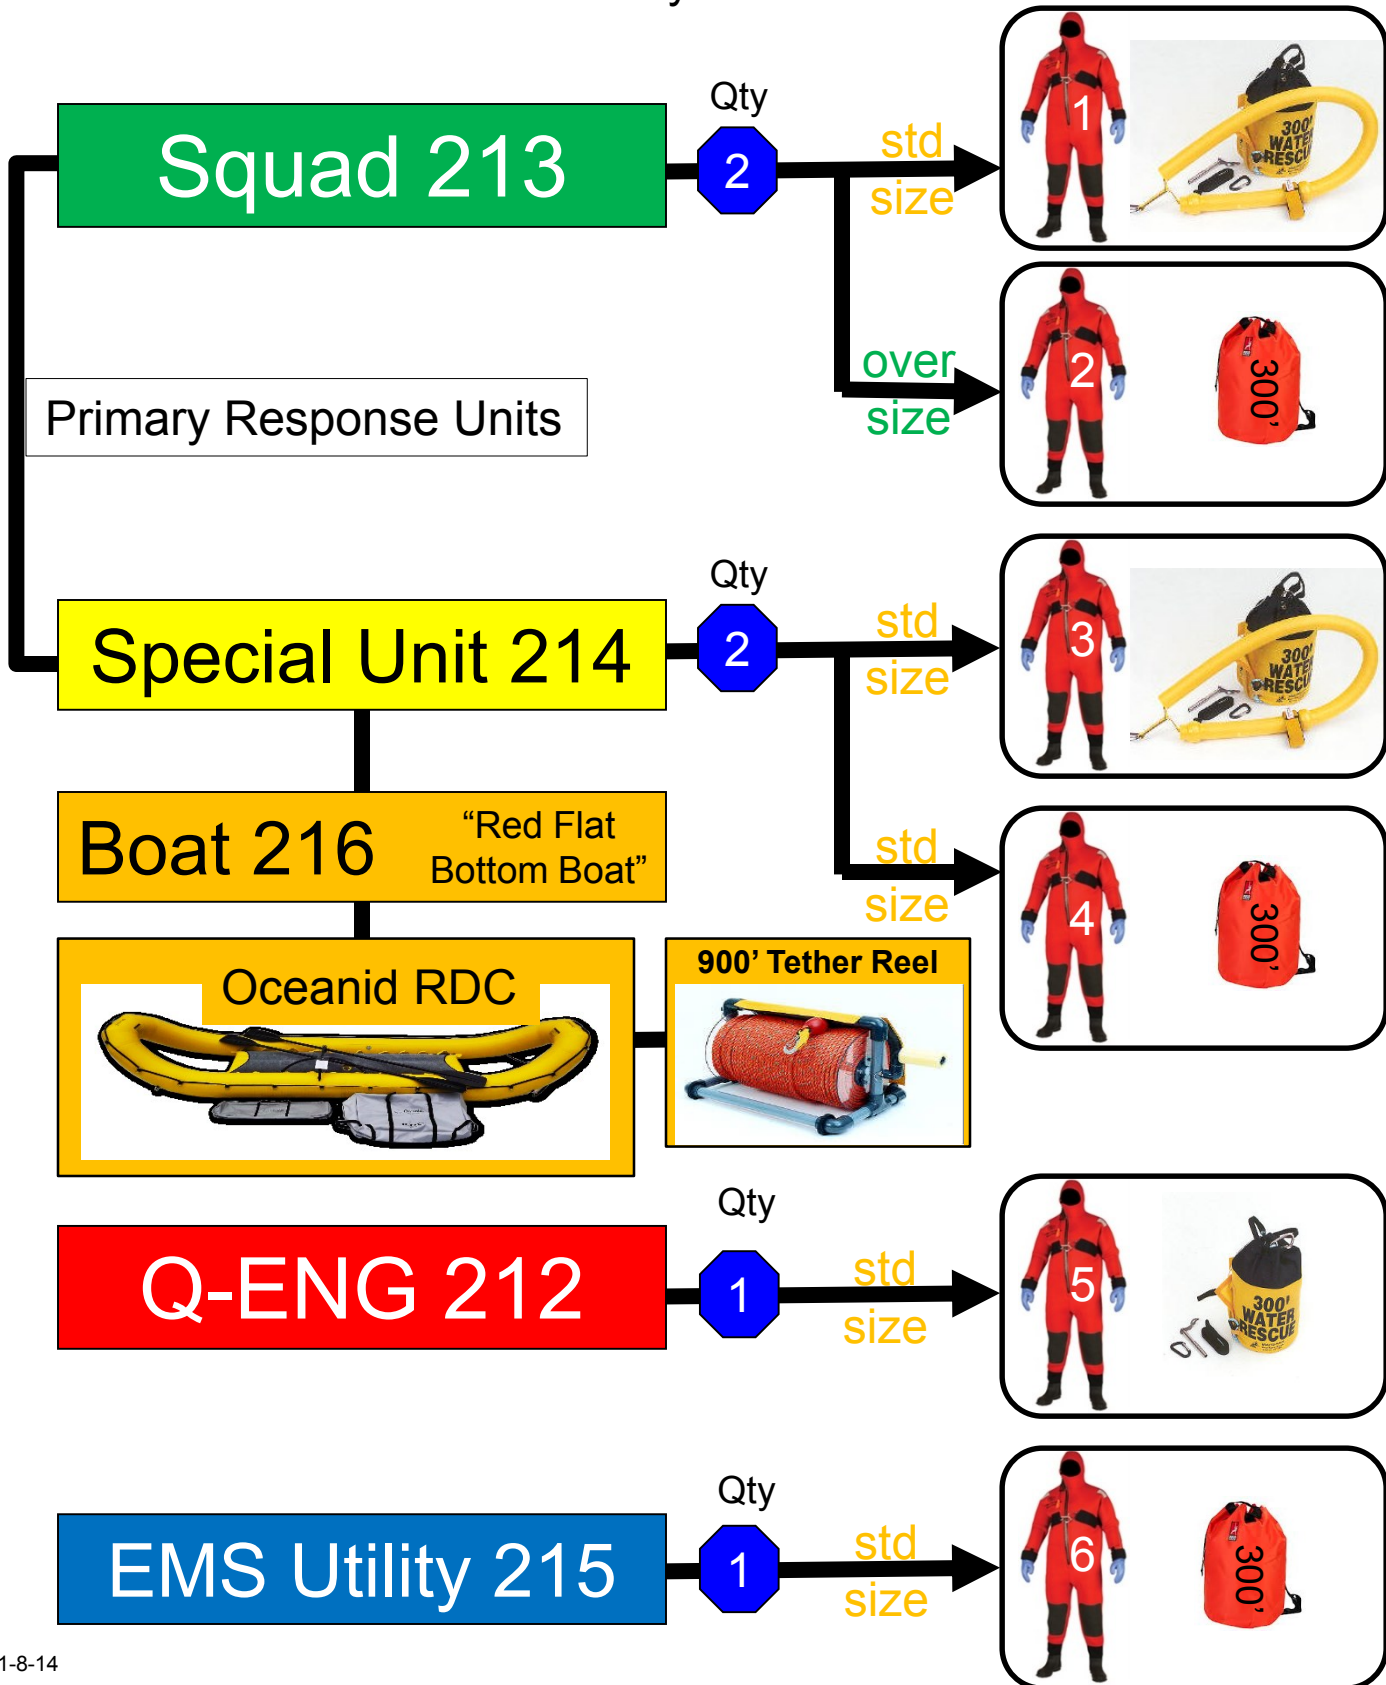 Qty
Squad 213
2
std
size
1
300'
WATER
RESCU
Primary Response Units
over
size
2
300'
Qty
Special Unit 214
2
std
size
3
300'
WATER
RESCU
Boat 216
“Red Flat
Bottom Boat”
std
size
4
300'
Oceanid RDC
900’ Tether Reel
Qty
Q-ENG 212
1
std
size
5
300'
WATER
RESCUE
Qty
EMS Utility 215
1
std
size
6
300'
1-8-14